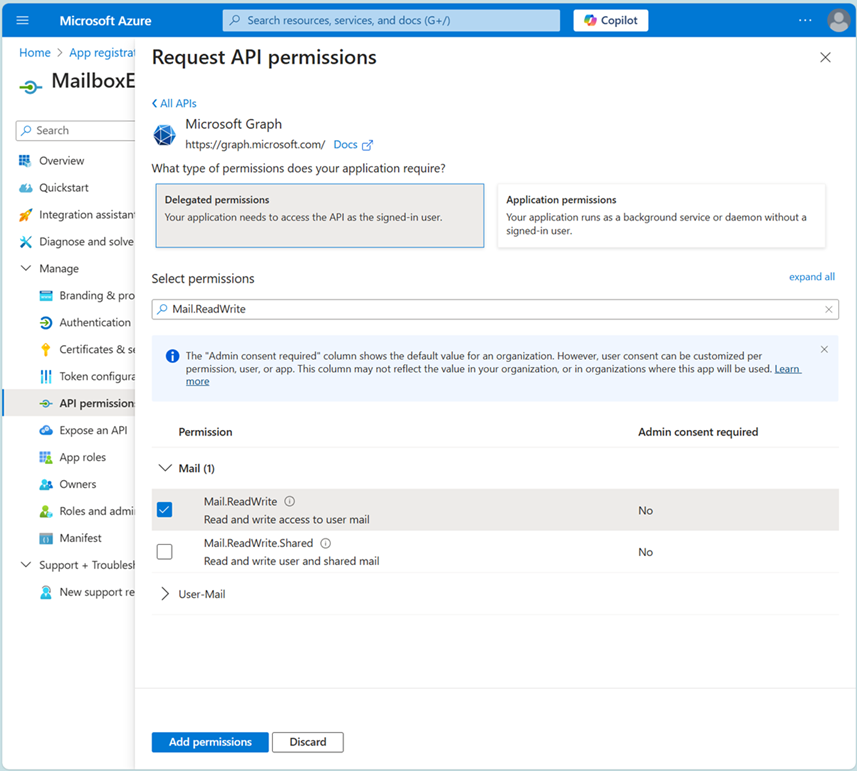 Microsoft Azure
Search resources, services, and docs (G+/)
Copilot
Home > App registrat
MailboxE
Search
Overview
Quickstart
Integration assistant
Diagnose and solve
Manage
Branding & pro
Authentication
Certificates & se
Token configura
API permissions
Expose an API
App roles
Owners
Roles and admi
Manifest
Support + Troublesh
New support re
Request API permissions
All APIs
Microsoft Graph
https://graph.microsoft.com/ Docs
What type of permissions does your application require?
Delegated permissions
Your application needs to access the API as the signed-in user.
Application permissions
Your application runs as a background service or daemon without a
signed-in user.
Select permissions
expand all
Mail.ReadWrite
The "Admin consent required" column shows the default value for an organization. However, user consent can be customized per
permission, user, or app. This column may not reflect the value in your organization, or in organizations where this app will be used. Learn
more
Permission
Admin consent required
Mail (1)
Mail.ReadWrite
Read and write access to user mail
No
Mail.ReadWrite.Shared
Read and write user and shared mail
No
User-Mail
Add permissions
Discard